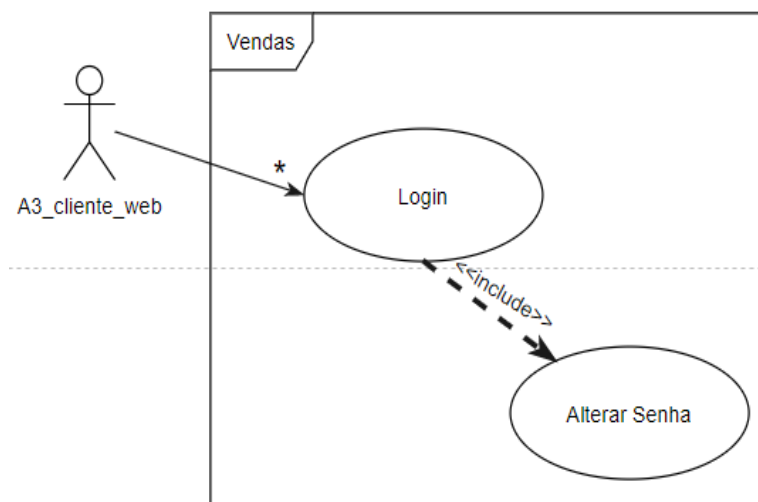 Vendas
*
A3_cliente_web
Login
<<include>>
Alterar Senha